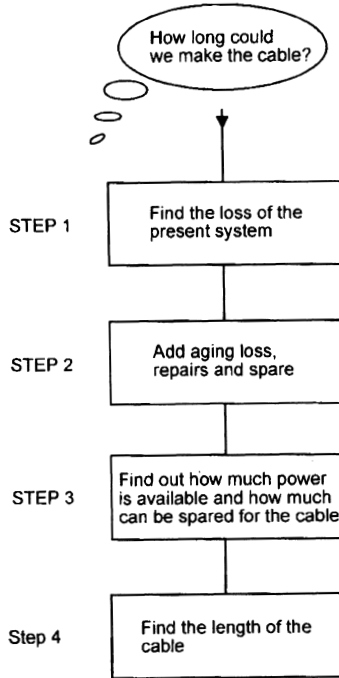 How long could
we make the cable?
STEP 1
Find the loss of the
present system
STEP 2
Add aging loss,
repairs and spare
STEP 3
Find out how much power
is available and how much
can be spared for the cable
Step 4
Find the length of the
cable